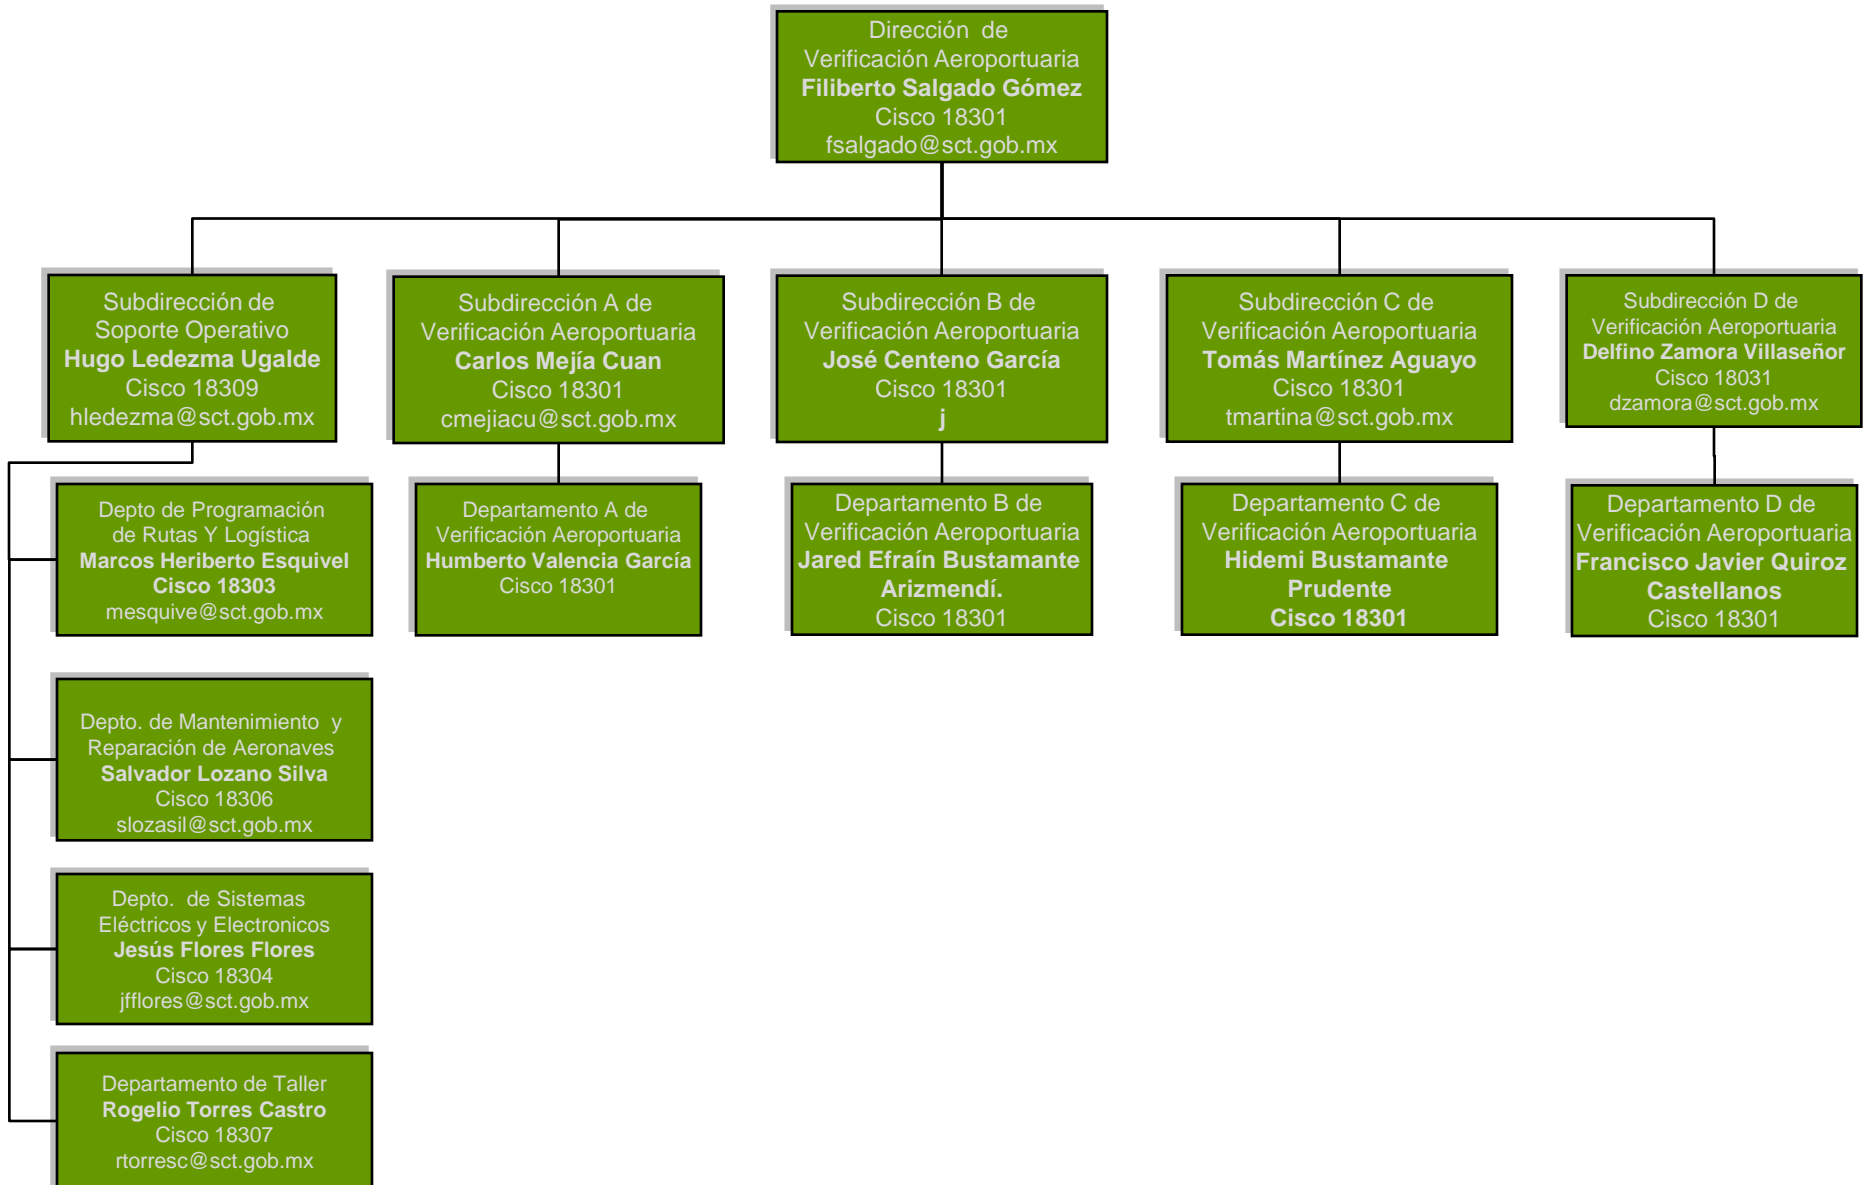 Dirección de
Verificación Aeroportuaria
Filiberto Salgado Gómez
Cisco 18301
fsalgado@sct.gob.mx
Subdirección de
Soporte Operativo
Hugo Ledezma Ugalde
Cisco 18309
hledezma@sct.gob.mx
Subdirección A de
Verificación Aeroportuaria
Carlos Mejía Cuan
Cisco 18301
cmejiacu@sct.gob.mx
Subdirección B de
Verificación Aeroportuaria
José Centeno García
Cisco 18301
j
Subdirección C de
Verificación Aeroportuaria
Tomás Martínez Aguayo
Cisco 18301
tmartina@sct.gob.mx
Subdirección D de
Verificación Aeroportuaria
Delfino Zamora Villaseñor
Cisco 18031
dzamora@sct.gob.mx
Depto de Programación
de Rutas Y Logística
Marcos Heriberto Esquivel
Cisco 18303
mesquive@sct.gob.mx
Departamento A de
Verificación Aeroportuaria
Humberto Valencia García
Cisco 18301
Departamento B de
Verificación Aeroportuaria
Jared Efraín Bustamante
Arizmendí.
Cisco 18301
Departamento C de
Verificación Aeroportuaria
Hidemi Bustamante
Prudente
Cisco 18301
Departamento D de
Verificación Aeroportuaria
Francisco Javier Quiroz
Castellanos
Cisco 18301
Depto. de Mantenimiento y
Reparación de Aeronaves
Salvador Lozano Silva
Cisco 18306
slozasil@sct.gob.mx
Depto. de Sistemas
Eléctricos y Electronicos
Jesús Flores Flores
Cisco 18304
jfflores@sct.gob.mx
Departamento de Taller
Rogelio Torres Castro
Cisco 18307
rtorresc@sct.gob.mx